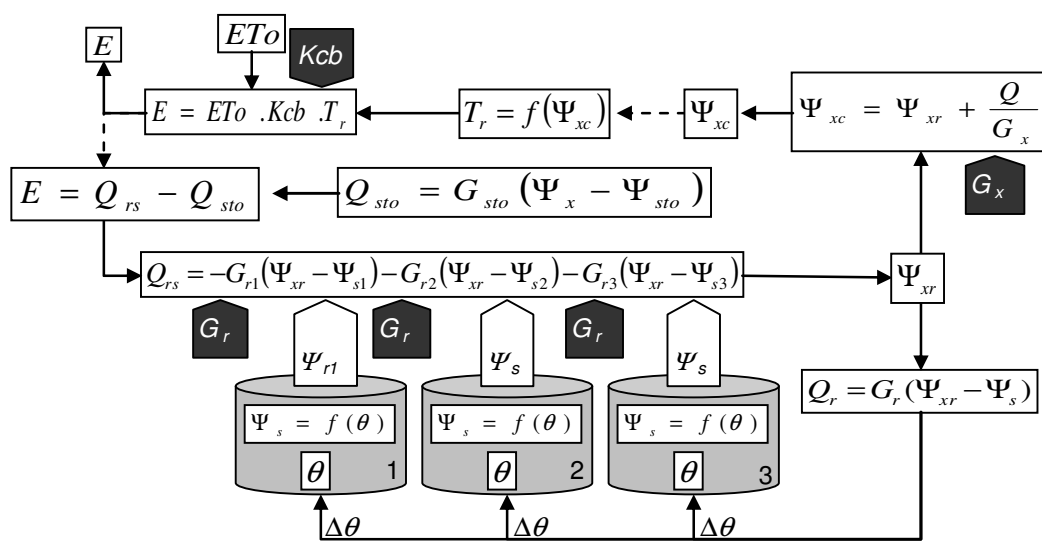 E
ETo
Kcb
E = ETo .Kcb .T_r
T_r = f(Ψ_xc)
Ψ_xc
Ψ_xc = Ψ_xr + Q/G_x
G_x
E = Q_rs − Q_sto
Q_sto = G_sto(Ψ_x − Ψ_sto)
Q_rs = −G_r1(Ψ_xr − Ψ_s1) − G_r2(Ψ_xr − Ψ_s2) − G_r3(Ψ_xr − Ψ_s3)
Ψ_xr
G_r
G_r
G_r
Ψ_r1
Ψ_s
Ψ_s
Q_r = G_r(Ψ_xr − Ψ_s)
Ψ_s = f(θ)
Ψ_s = f(θ)
Ψ_s = f(θ)
θ
1
θ
2
θ
3
Δθ
Δθ
Δθ